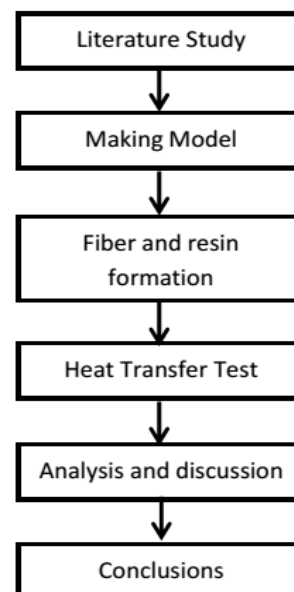 Literature Study
Making Model
Fiber and resin
formation
Heat Transfer Test
Analysis and discussion
Conclusions